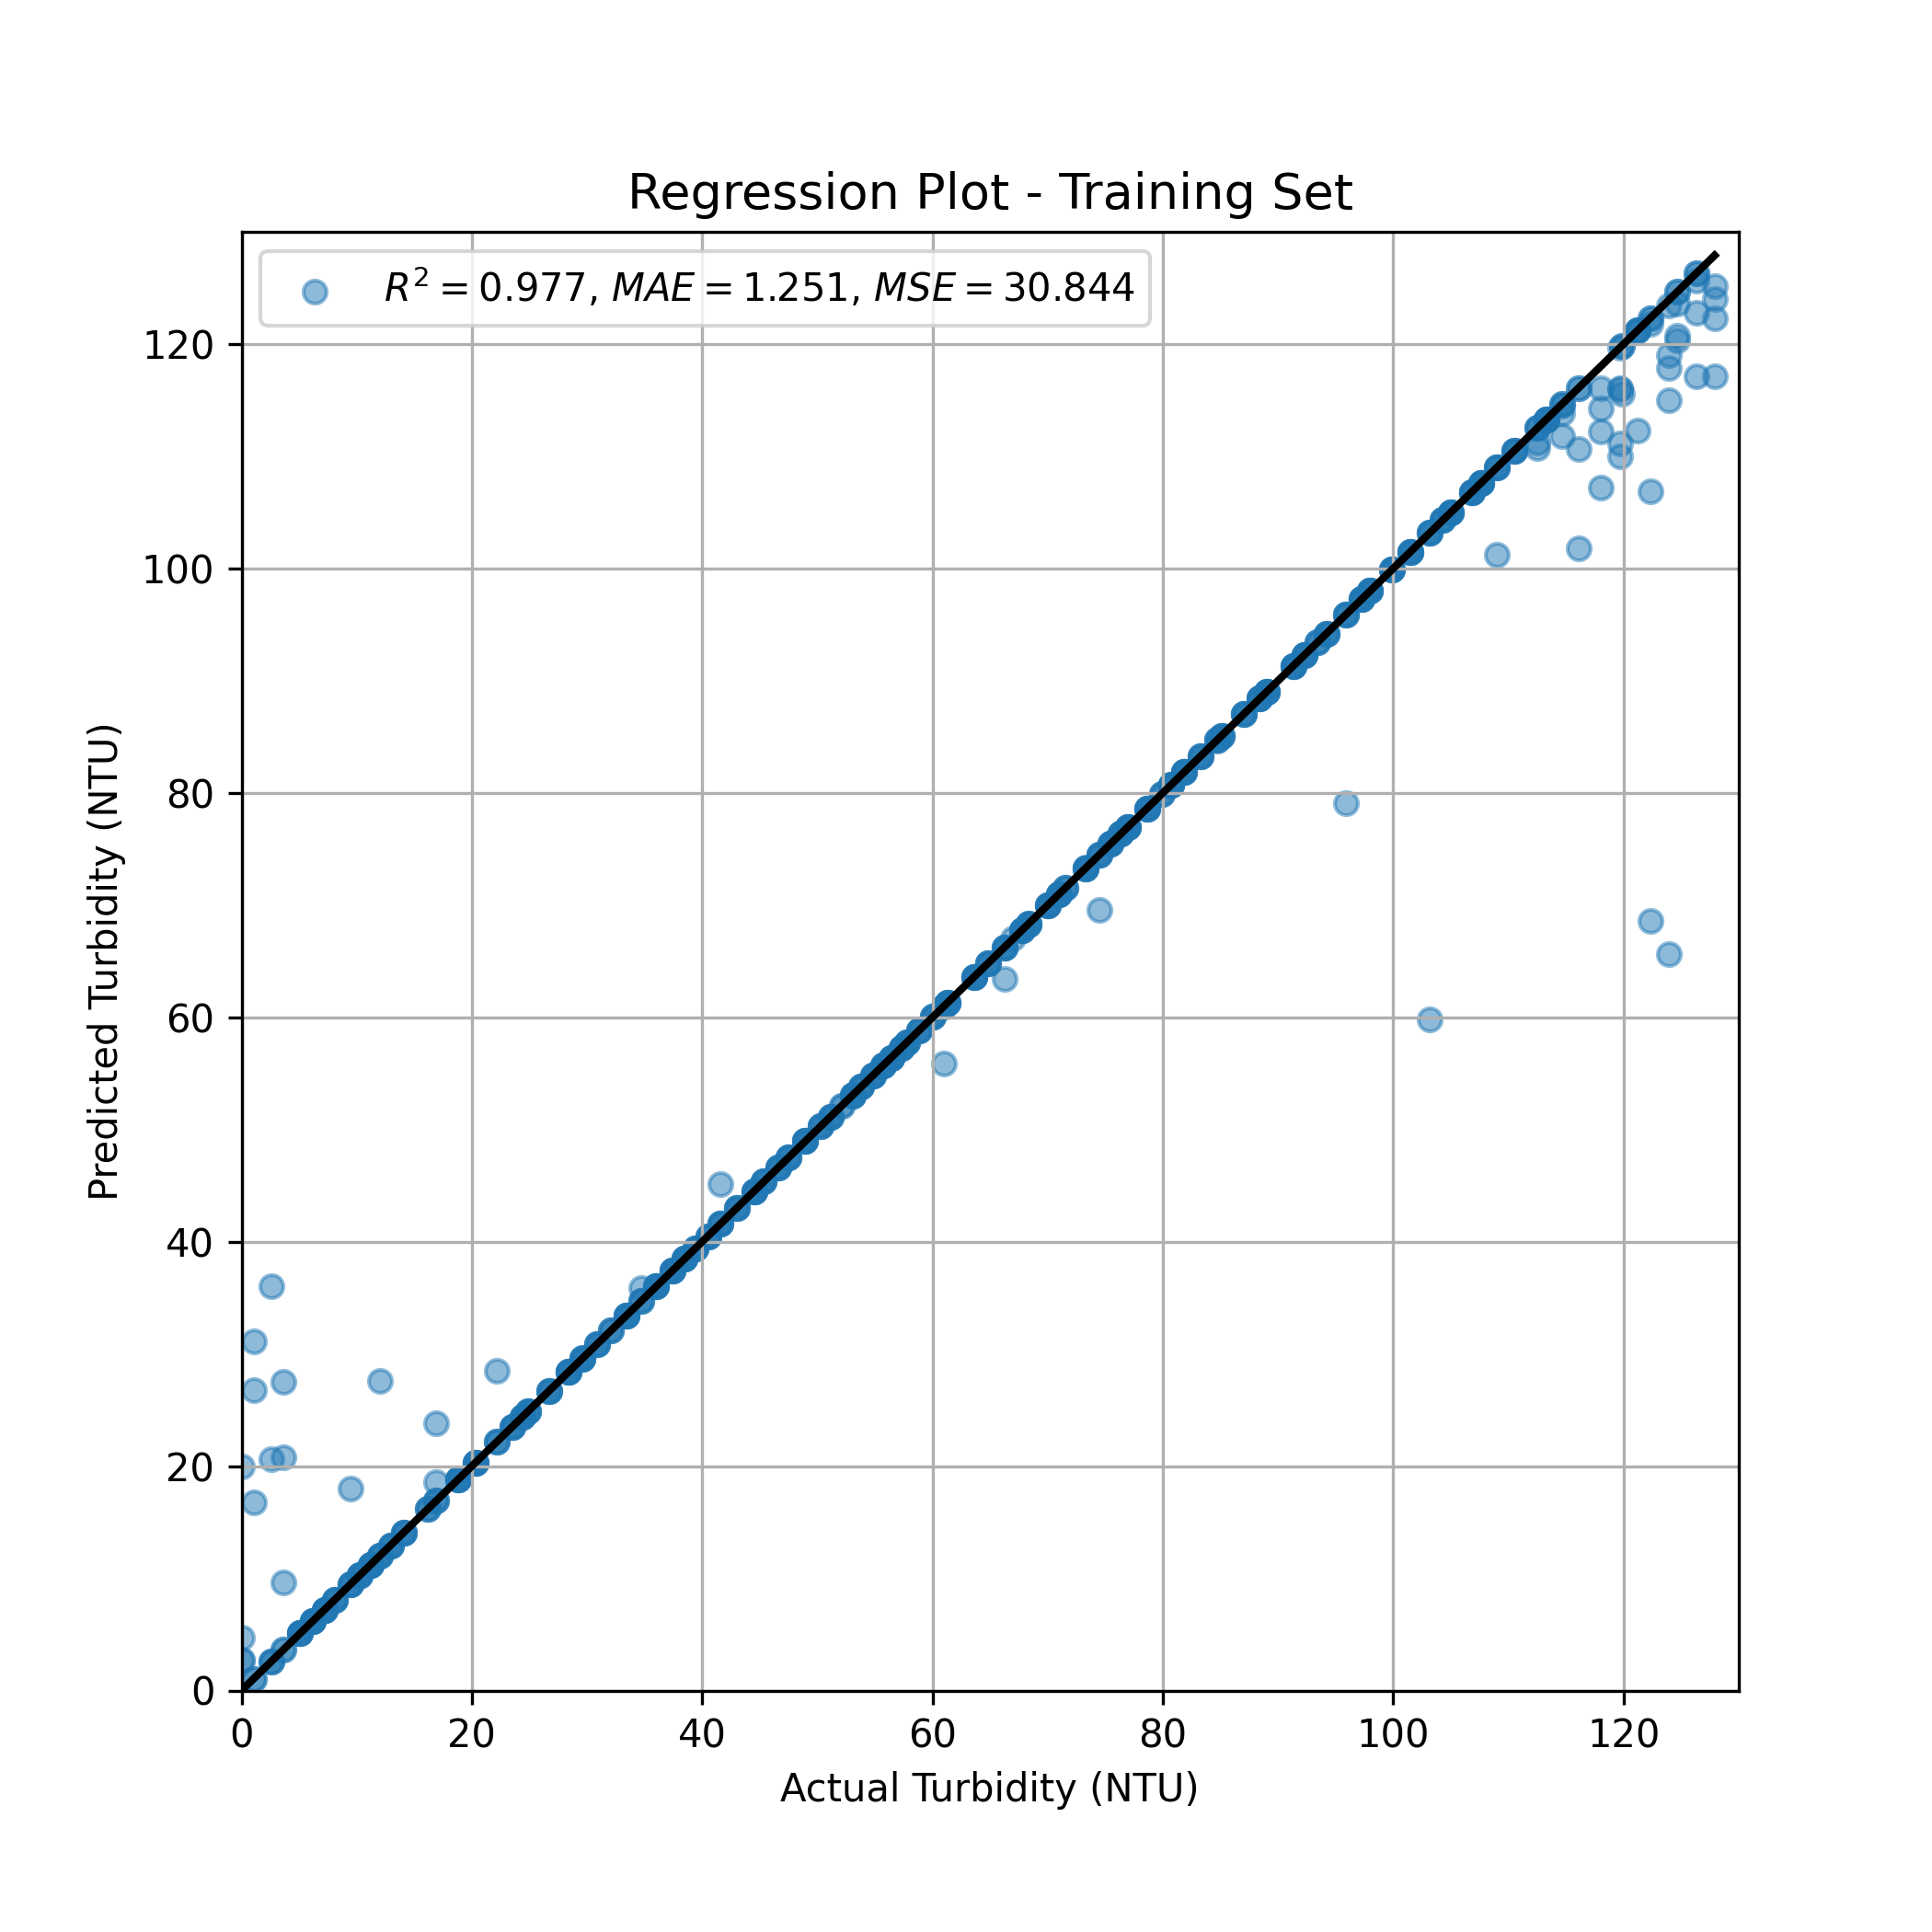 Regression Plot - Training Set
R² = 0.977, MAE = 1.251, MSE = 30.844
120
100
80
60
40
20
0
Predicted Turbidity (NTU)
0 20 40 60 80 100 120
Actual Turbidity (NTU)